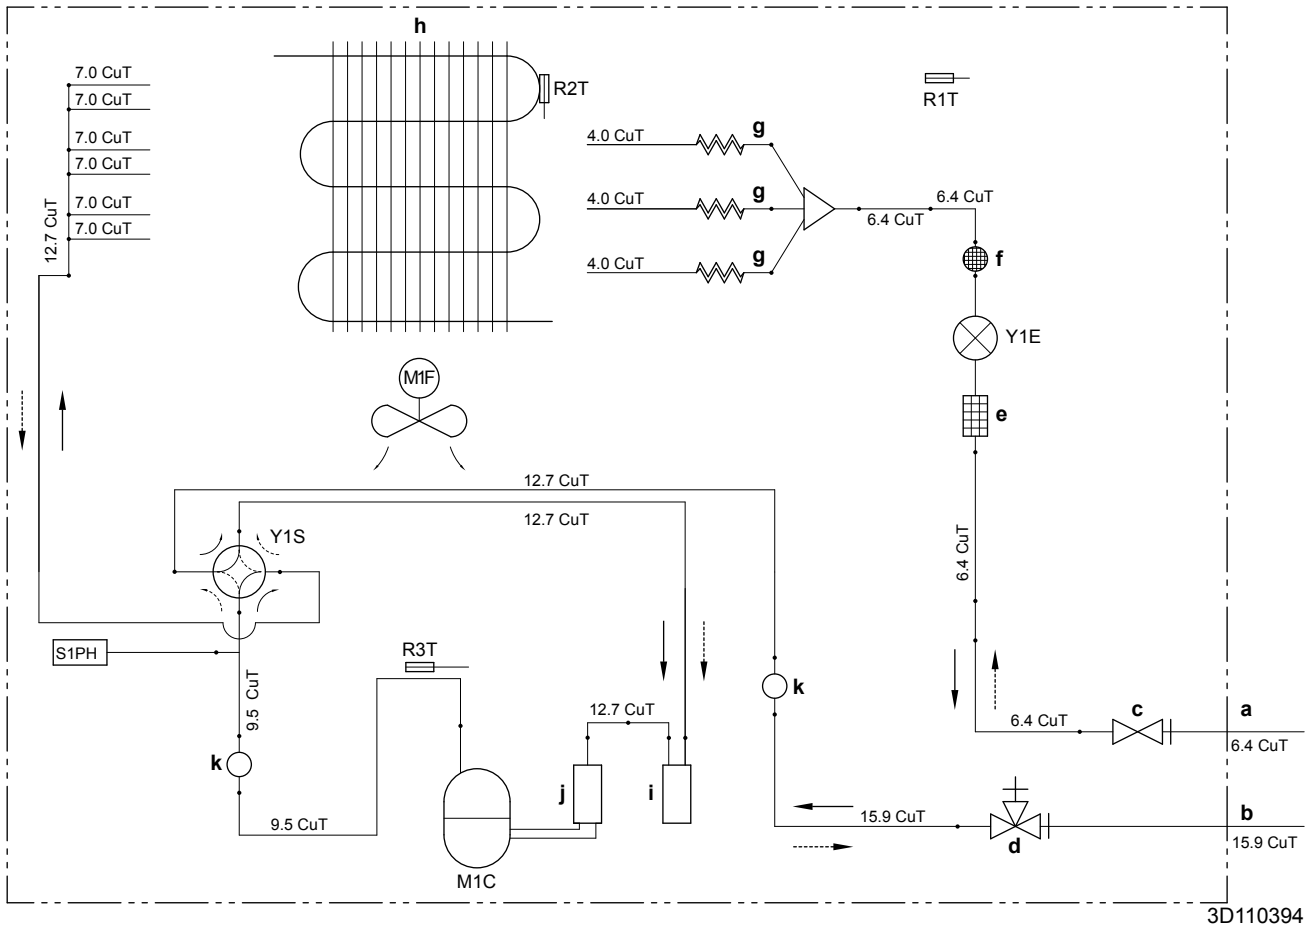 h
7.0 CuT
7.0 CuT
7.0 CuT
7.0 CuT
7.0 CuT
7.0 CuT
12.7 CuT
R2T
R1T
4.0 CuT
g
4.0 CuT
g
4.0 CuT
g
6.4 CuT
6.4 CuT
f
Y1E
e
M1F
12.7 CuT
12.7 CuT
Y1S
6.4 CuT
S1PH
R3T
9.5 CuT
k
12.7 CuT
k
6.4 CuT
c
a
6.4 CuT
j
i
9.5 CuT
15.9 CuT
d
b
15.9 CuT
M1C
3D110394